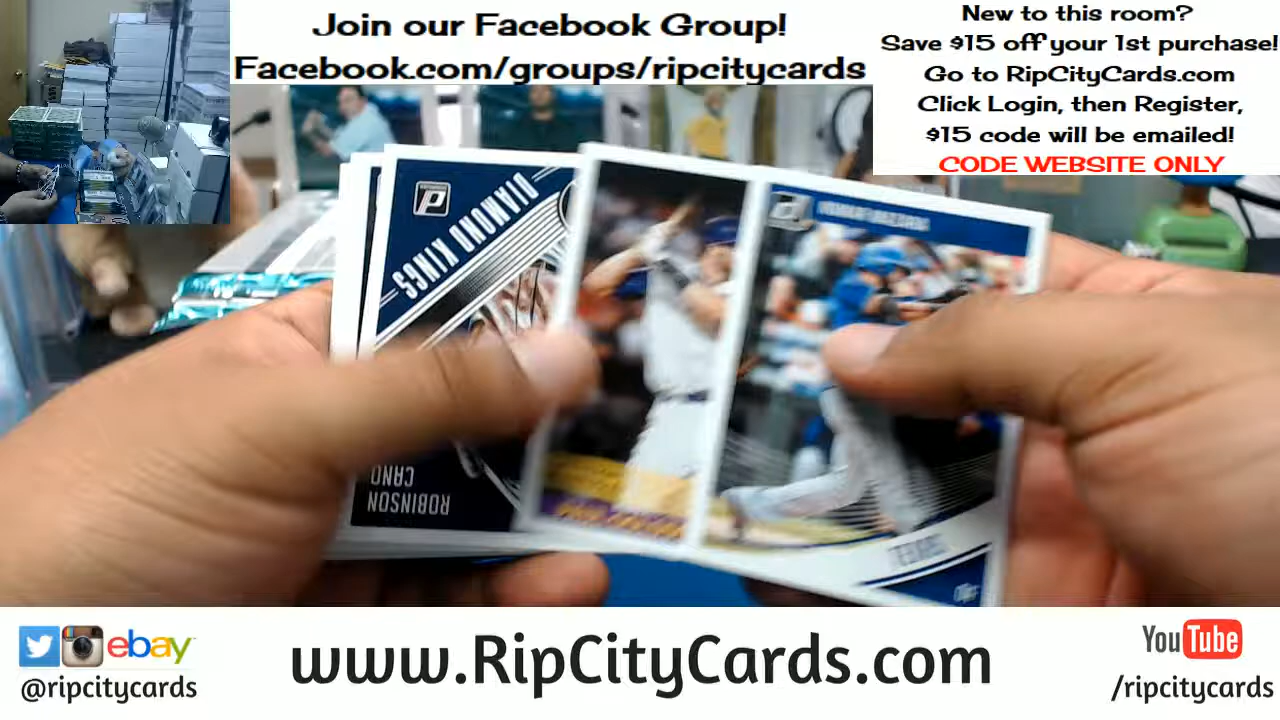 Join our Facebook Group!
Facebook.com/groups/ripcitycards
New to this room?
Save $15 off your 1st purchase!
Go to RipCityCards.com
Click Login, then Register,
$15 code will be emailed!
CODE WEBSITE ONLY
P
DIAMOND KINGS
ROBINSON
CANO
ebay
@ripcitycards
www.RipCityCards.com
YouTube
/ripcitycards